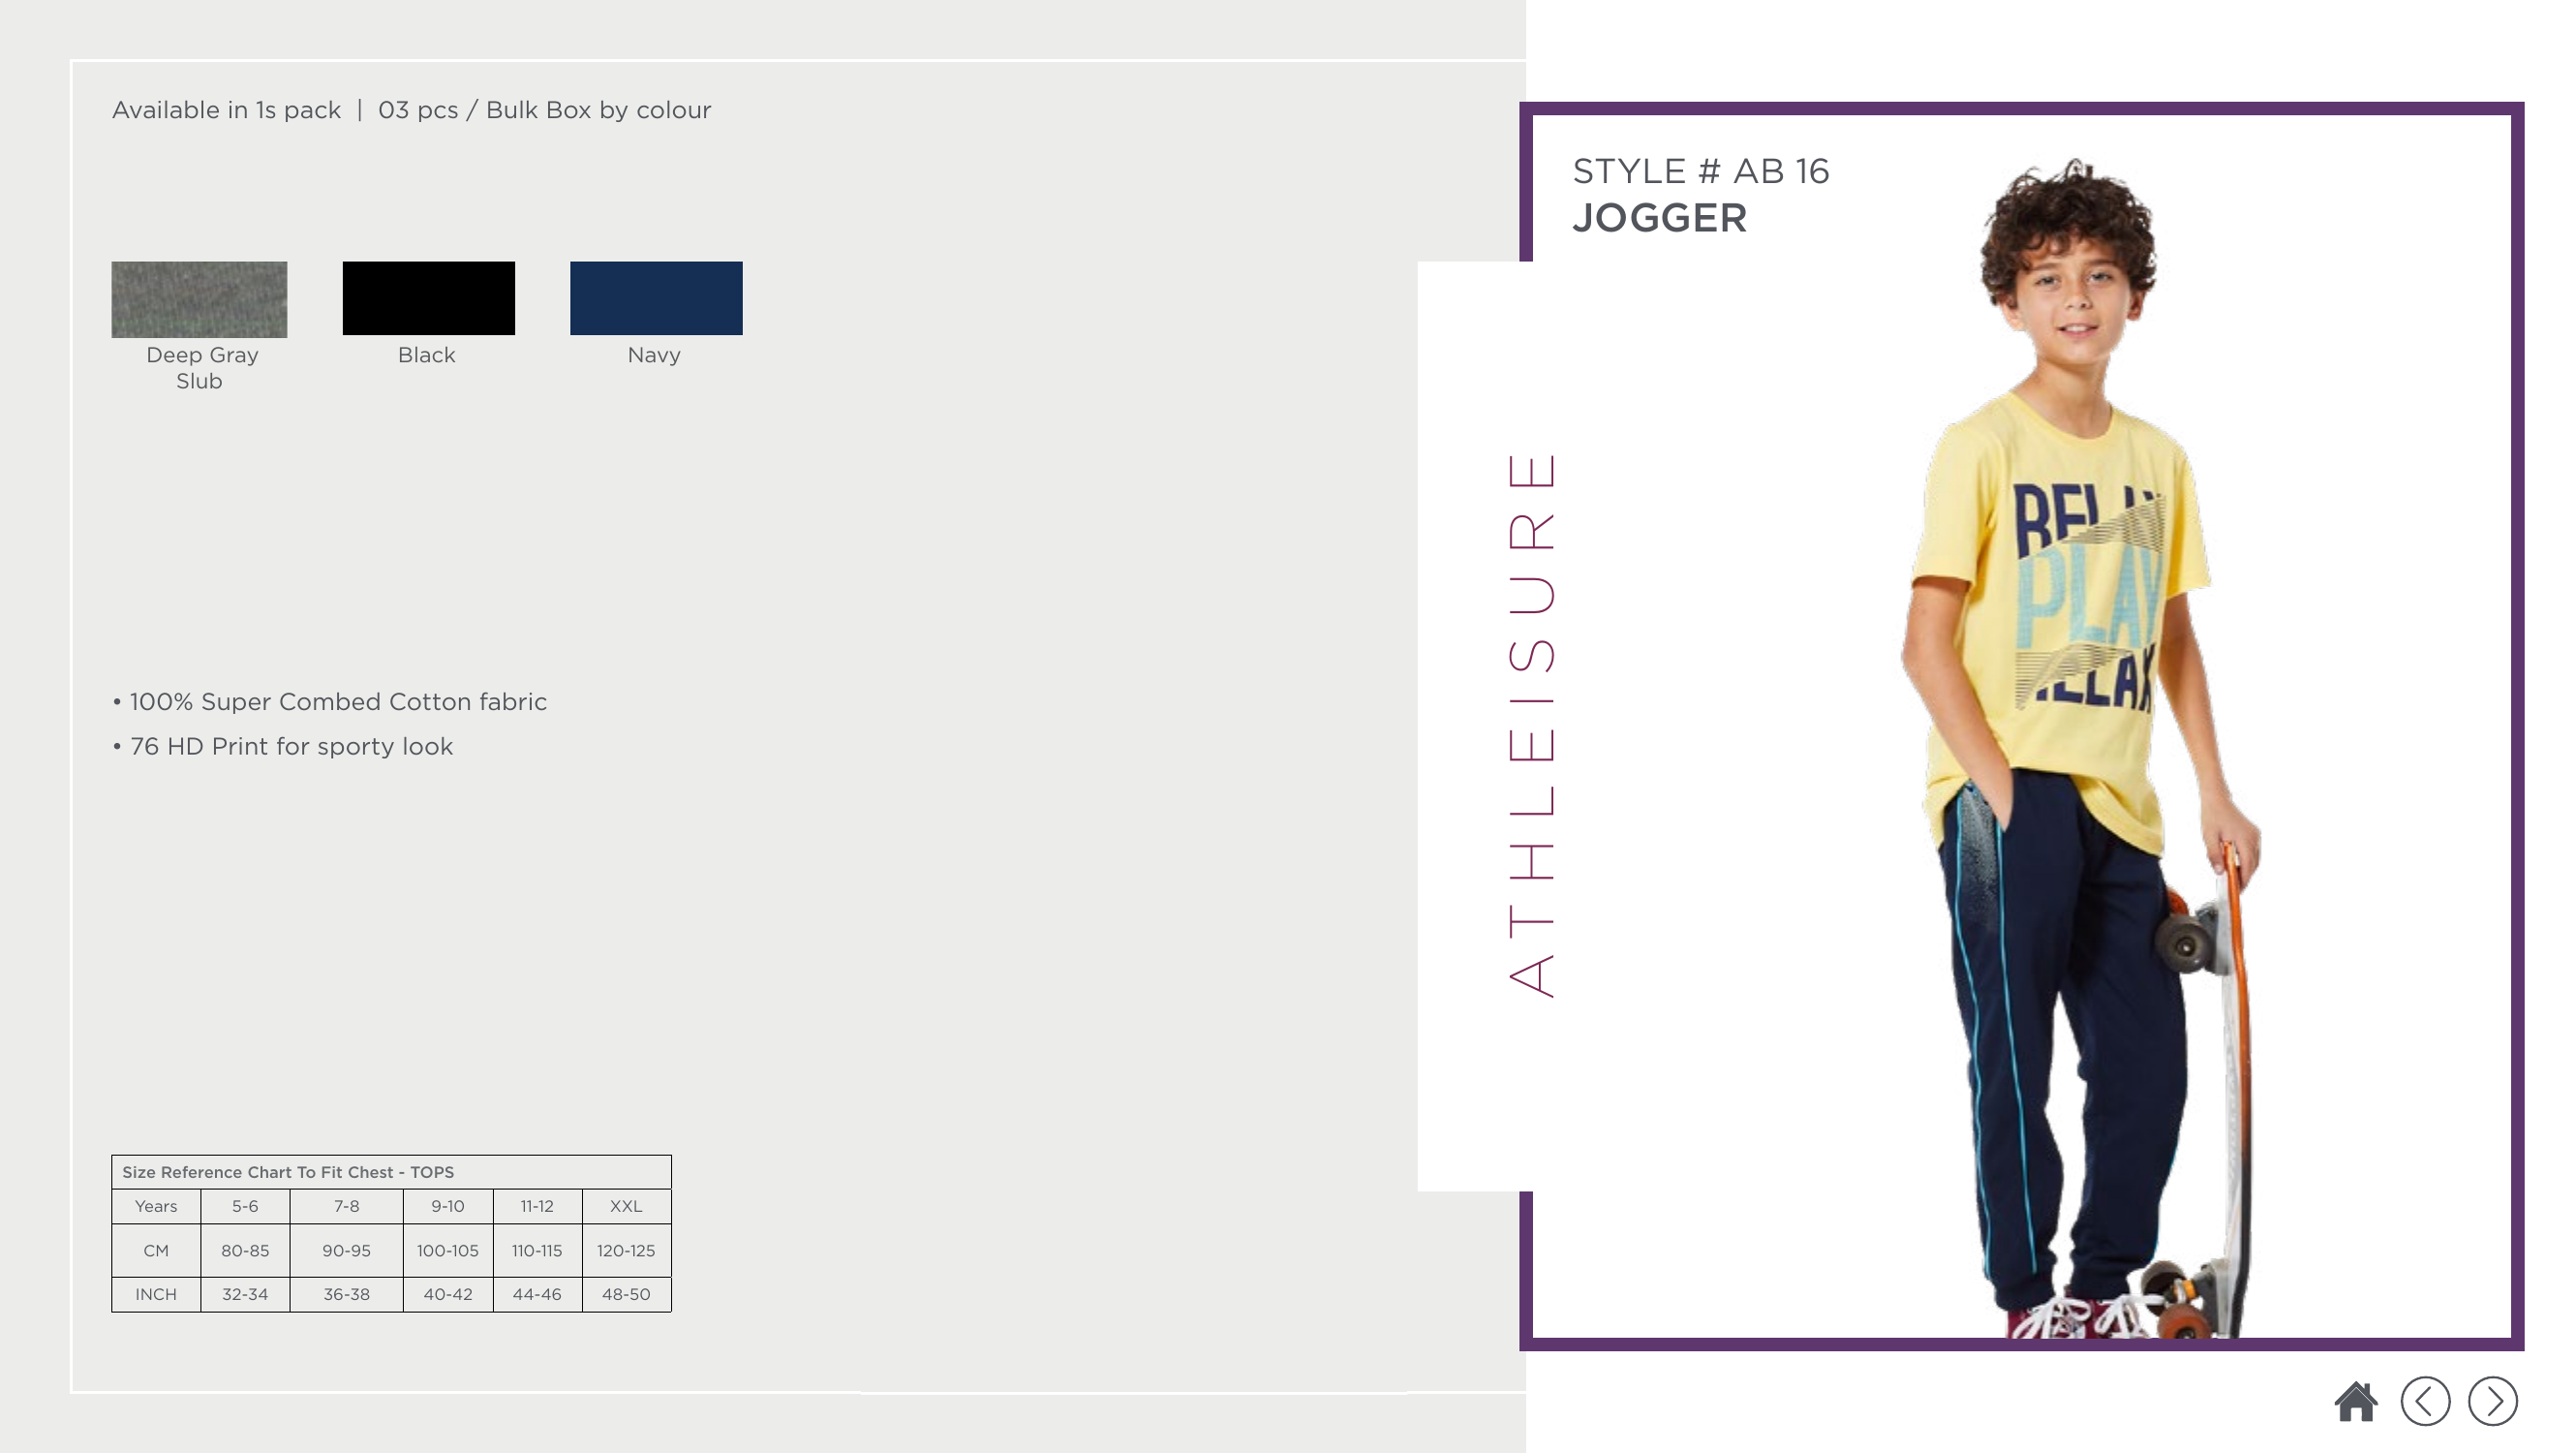 Available in 1s pack | 03 pcs / Bulk Box by colour
Deep Gray
Slub
Black
Navy
• 100% Super Combed Cotton fabric
• 76 HD Print for sporty look
Size Reference Chart To Fit Chest - TOPS
Years 5-6 7-8 9-10 11-12 XXL
CM 80-85 90-95 100-105 110-115 120-125
INCH 32-34 36-38 40-42 44-46 48-50
ATHLEISURE
STYLE # AB 16
JOGGER
PLAY